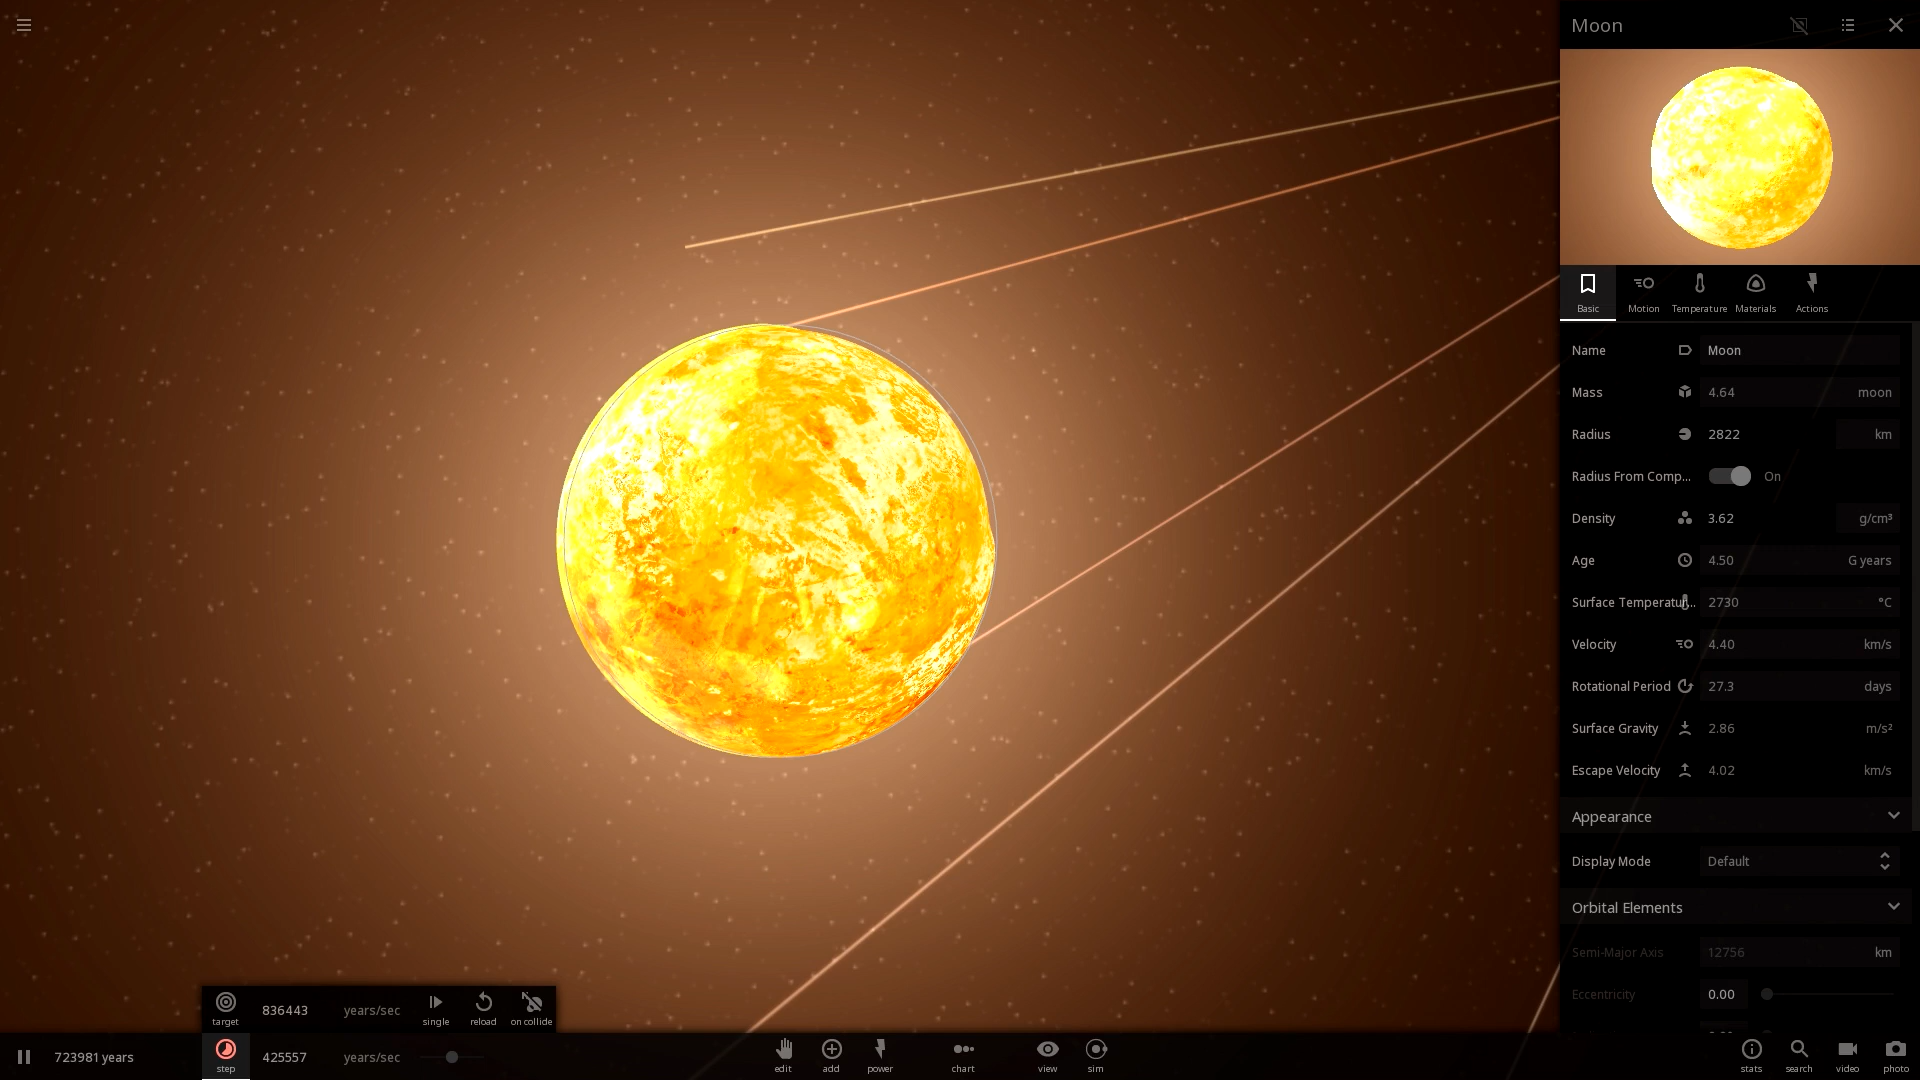 Moon
Basic
Motion
Temperature
Materials
Actions
Name Moon
Mass 4.64 moon
Radius 2822 km
Radius From Comp... On
Density 3.62 g/cm³
Age 4.50 G years
Surface Temperatur... 2730 °C
Velocity 4.40 km/s
Rotational Period 27.3 days
Surface Gravity 2.86 m/s²
Escape Velocity 4.02 km/s
Appearance
Display Mode Default
Orbital Elements
Semi-Major Axis 12756 km
Eccentricity 0.00
target 836443 years/sec single reload on collide
723981 years
step 425557 years/sec
edit add power chart view sim
stats search video photo